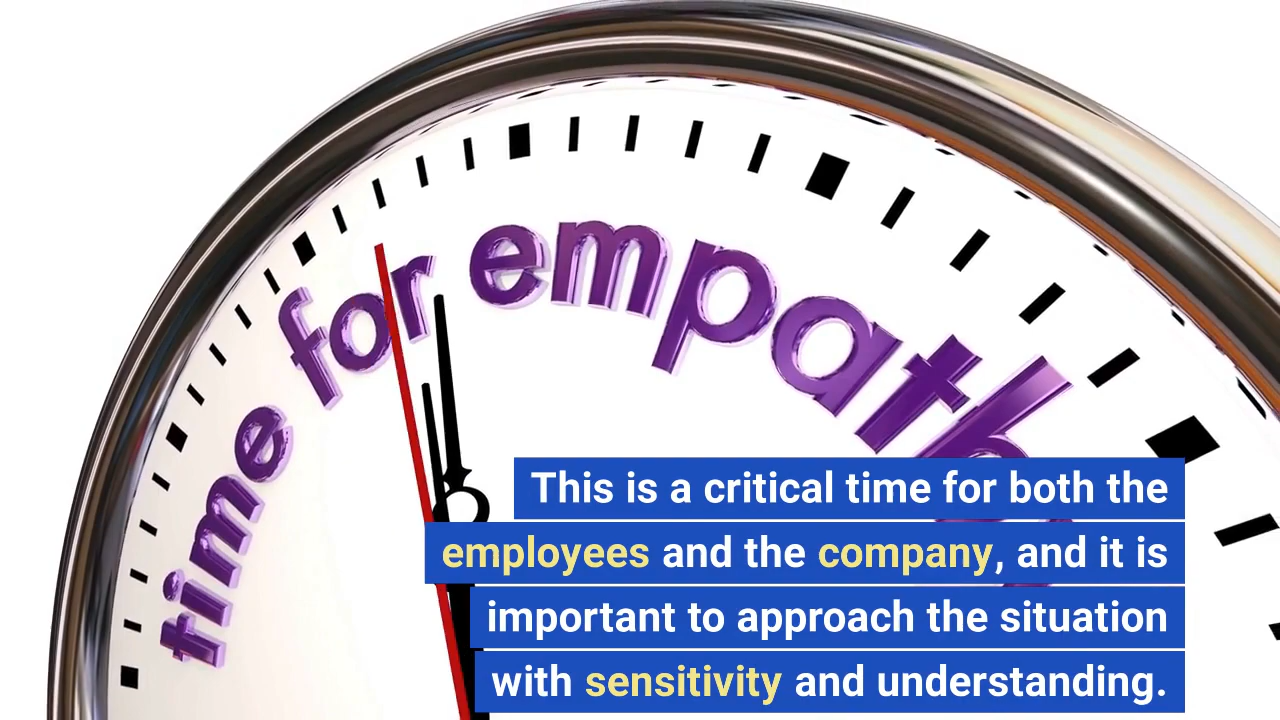 time for empathy
This is a critical time for both the
employees and the company, and it is
important to approach the situation
with sensitivity and understanding.